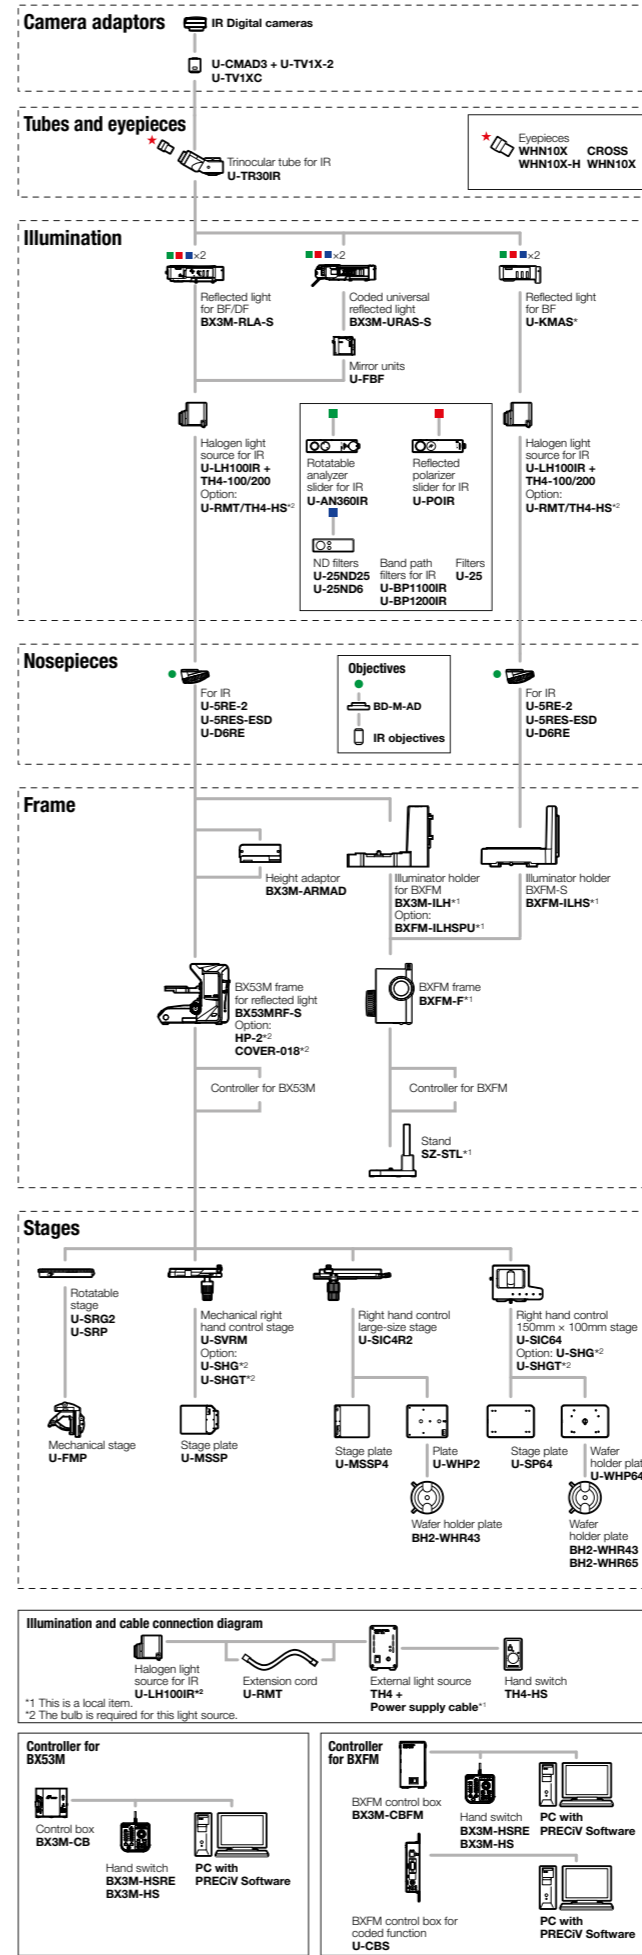 Camera adaptors
IR Digital cameras
U-CMAD3 + U-TV1X-2
U-TV1XC
Tubes and eyepieces
Trinocular tube for IR
U-TR30IR
Eyepieces
WHN10X CROSS
WHN10X-H WHN10X
Illumination
×2
Reflected light
for BF/DF
BX3M-RLA-S
×2
Coded universal
reflected light
BX3M-URAS-S
×2
Reflected light
for BF
U-KMAS*
Mirror units
U-FBF
Halogen light
source for IR
U-LH100IR +
TH4-100/200
Option:
U-RMT/TH4-HS*2
Rotatable
analyzer
slider for IR
U-AN360IR
Reflected
polarizer
slider for IR
U-POIR
ND filters
U-25ND25
U-25ND6
Band path
filters for IR
U-BP1100IR
U-BP1200IR
Filters
U-25
Halogen light
source for IR
U-LH100IR +
TH4-100/200
Option:
U-RMT/TH4-HS*2
Nosepieces
For IR
U-5RE-2
U-5RES-ESD
U-D6RE
Objectives
BD-M-AD
IR objectives
For IR
U-5RE-2
U-5RES-ESD
U-D6RE
Frame
Height adaptor
BX3M-ARMAD
Illuminator holder
for BXFM
BX3M-ILH*1
Option:
BXFM-ILHSPU*1
Illuminator holder
BXFM-S
BXFM-ILHS*1
BX53M frame
for reflected light
BX53MRF-S
Option:
HP-2*2
COVER-018*2
BXFM frame
BXFM-F*1
Controller for BX53M
Controller for BXFM
Stand
SZ-STL*1
Stages
Rotatable
stage
U-SRG2
U-SRP
Mechanical right
hand control stage
U-SVRM
Option:
U-SHG*2
U-SHGT*2
Right hand control
large-size stage
U-SIC4R2
Right hand control
150mm × 100mm stage
U-SIC64
Option: U-SHG*2
U-SHGT*2
Mechanical stage
U-FMP
Stage plate
U-MSSP
Stage plate
U-MSSP4
Plate
U-WHP2
Stage plate
U-SP64
Wafer
holder plat
U-WHP64
Wafer holder plate
BH2-WHR43
Wafer
holder plate
BH2-WHR43
BH2-WHR65
Illumination and cable connection diagram
Halogen light
source for IR
U-LH100IR*2
Extension cord
U-RMT
External light source
TH4 +
Power supply cable*1
Hand switch
TH4-HS
*1 This is a local item.
*2 The bulb is required for this light source.
Controller for
BX53M
Control box
BX3M-CB
Hand switch
BX3M-HSRE
BX3M-HS
PC with
PRECiV Software
Controller
for BXFM
BXFM control box
BX3M-CBFM
Hand switch
BX3M-HSRE
BX3M-HS
PC with
PRECiV Software
BXFM control box for
coded function
U-CBS
PC with
PRECiV Software